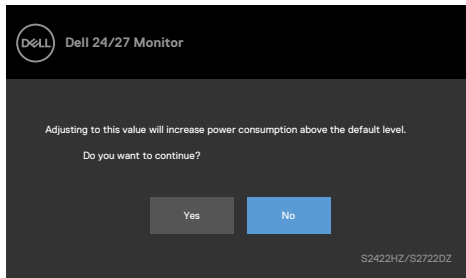 DELL Dell 24/27 Monitor
Adjusting to this value will increase power consumption above the default level.
Do you want to continue?
Yes No
S2422HZ/S2722DZ